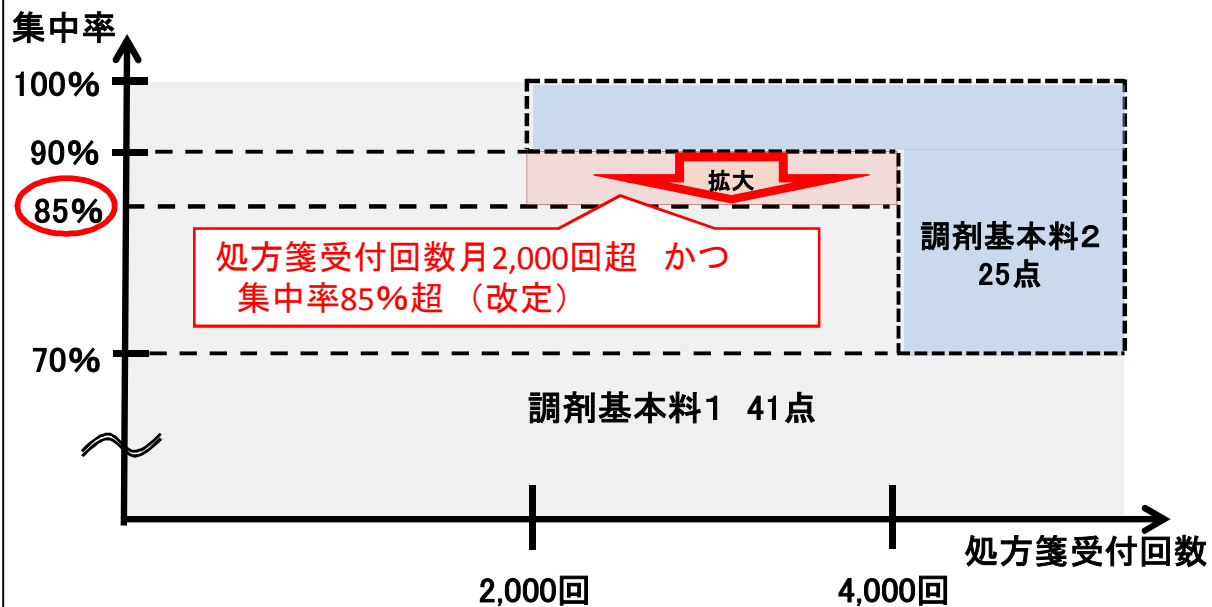 集中率
100%
90%
85%
70%
拡大
処方箋受付回数月2,000回超　かつ
集中率85%超　（改定）
調剤基本料２
25点
調剤基本料１　41点
2,000回
4,000回
処方箋受付回数